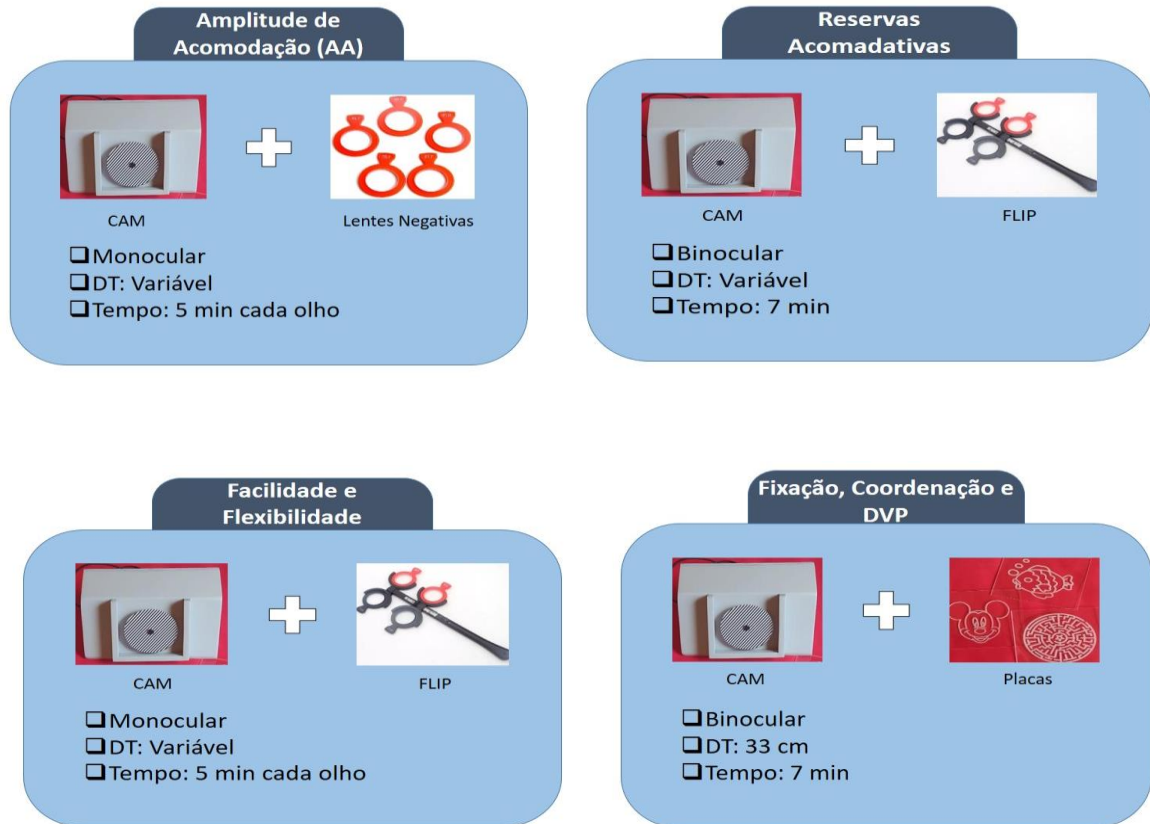 Amplitude de
Acomodação (AA)
CAM
Lentes Negativas
❑Monocular
❑DT: Variável
❑Tempo: 5 min cada olho
Reservas
Acomadativas
CAM
FLIP
❑Binocular
❑DT: Variável
❑Tempo: 7 min
Facilidade e
Flexibilidade
CAM
FLIP
❑Monocular
❑DT: Variável
❑Tempo: 5 min cada olho
Fixação, Coordenação e
DVP
CAM
Placas
❑Binocular
❑DT: 33 cm
❑Tempo: 7 min